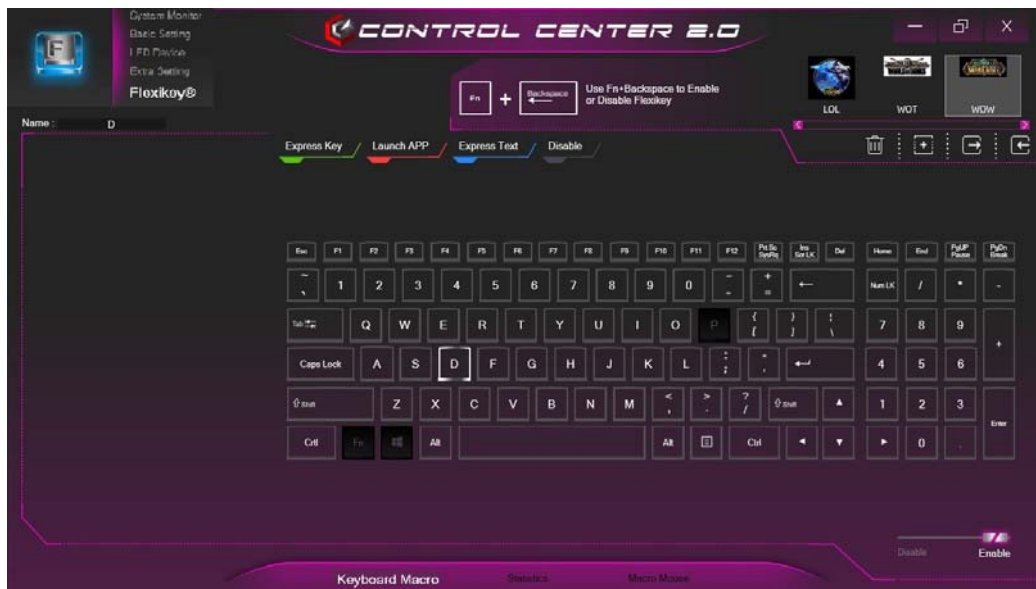 System Monitor
Basic Setting
LED Device
Extra Setting
Flexikey®
CONTROL CENTER 2.0
Fn + Backspace
Use Fn+Backspace to Enable
or Disable Flexikey
LOL WOT WOW
Name : D
Express Key / Launch APP / Express Text / Disable /
Esc F1 F2 F3 F4 F5 F6 F7 F8 F9 F10 F11 F12 Prt Sc SysRq Ins Scr LK Del Home End PgUP Pause PgDn Break
~ 1 2 3 4 5 6 7 8 9 0 - + Num LK / * -
` - =
Tab Q W E R T Y U I O P { } ¦ 7 8 9 +
[ ] \
Caps Lock A S D F G H J K L : " 4 5 6
; '
Shift Z X C V B N M < > ? Shift ▲ 1 2 3 Enter
, . /
Crtl Fn Alt Alt Ctrl ◄ ▼ ► 0 .
Disable Enable
Keyboard Macro Statistics Macro Mouse